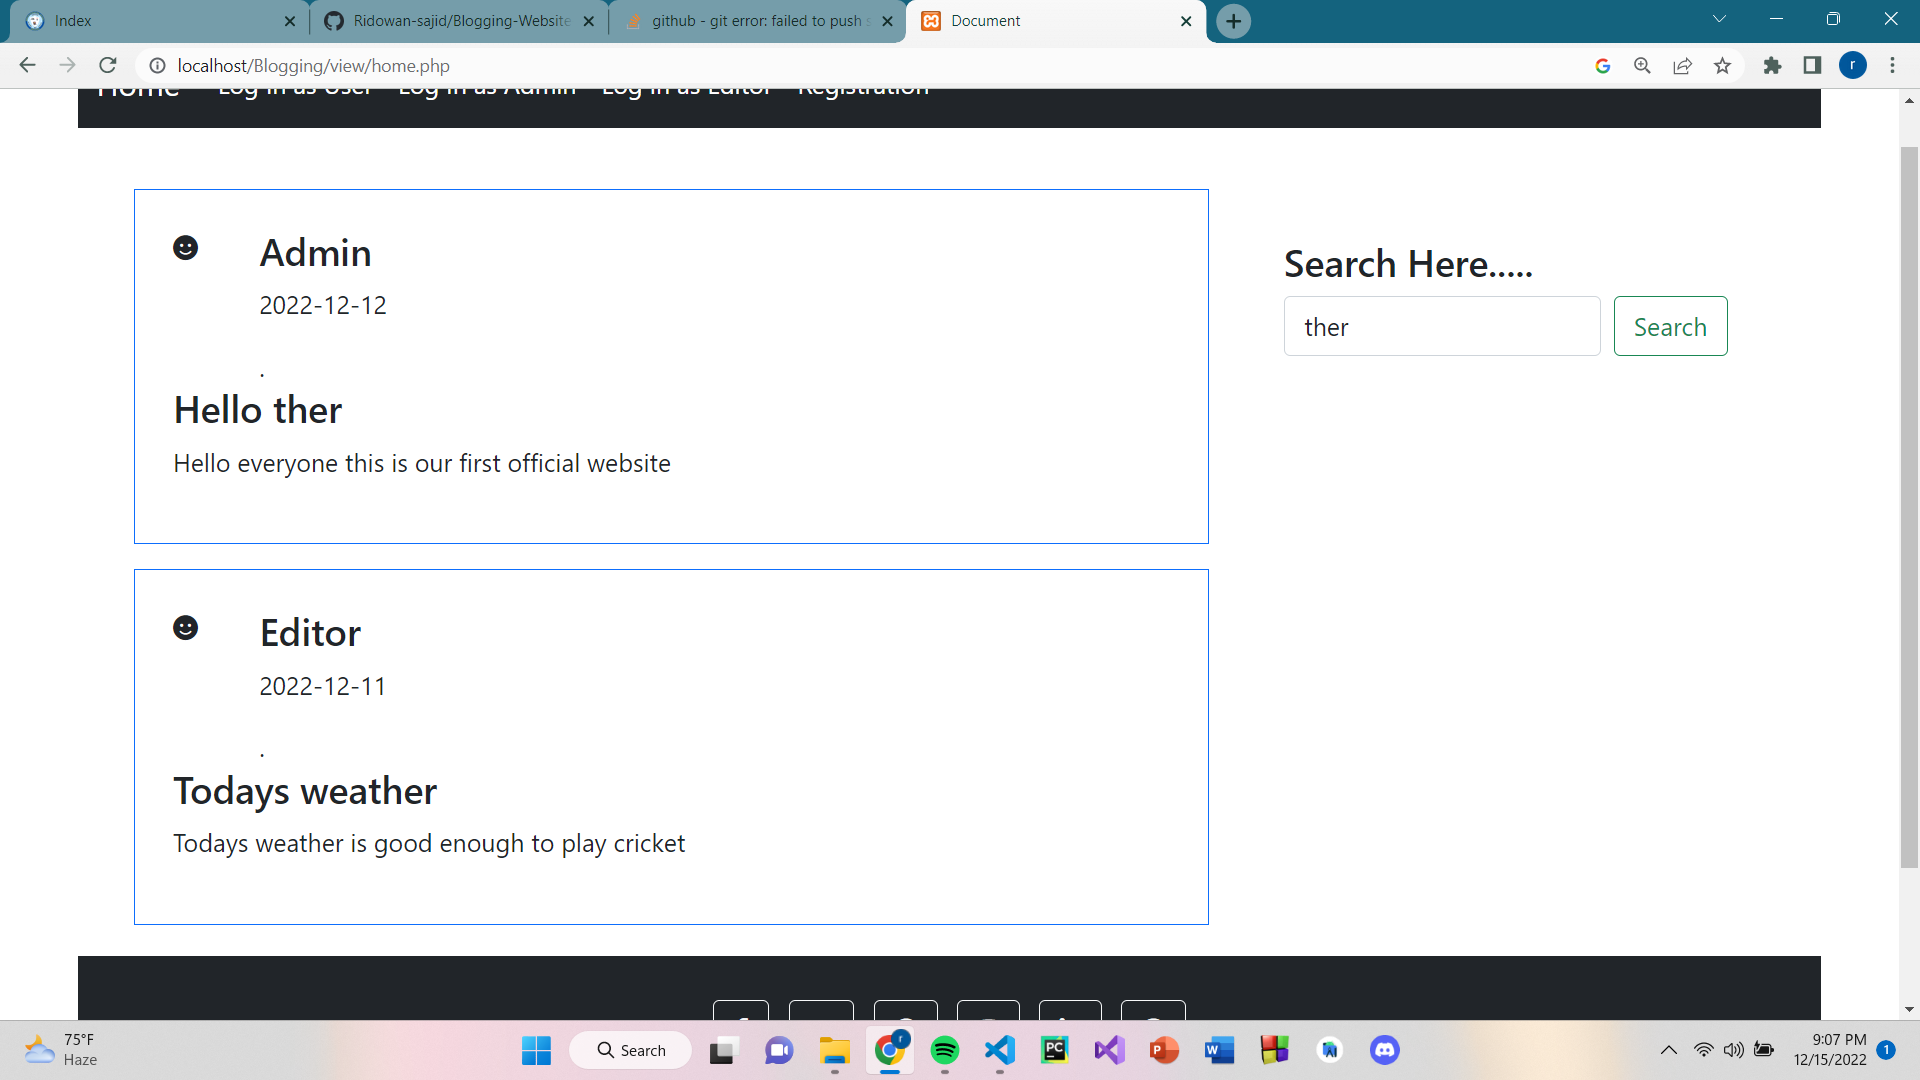 Index
Ridowan-sajid/Blogging-Website
github - git error: failed to push s
Document
localhost/Blogging/view/home.php
r
Home Log in as User Log in as Admin Log in as Editor Registration
Admin
2022-12-12
.
Hello ther
Hello everyone this is our first official website
Search Here.....
ther
Search
Editor
2022-12-11
.
Todays weather
Todays weather is good enough to play cricket
75°F
Haze
Search
r
PC
9:07 PM
12/15/2022
1